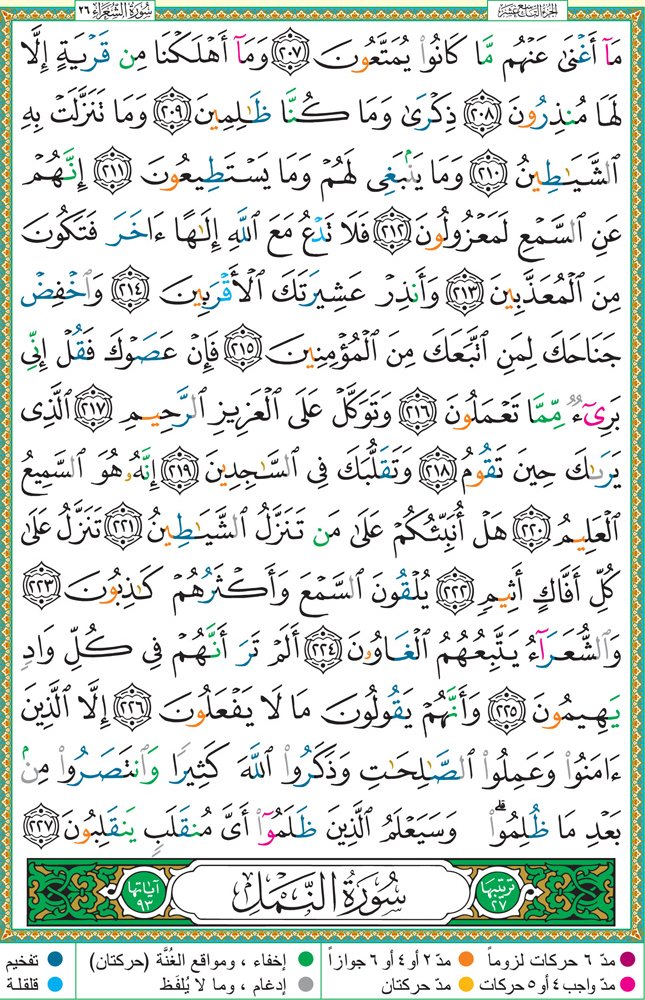 الجزء التاسع عشر
سورة الشعراء ٢٦
مَآ أَغْنَىٰ عَنْهُم مَّا كَانُوا۟ يُمَتَّعُونَ ٢٠٧ وَمَآ أَهْلَكْنَا مِن قَرْيَةٍ إِلَّا
لَهَا مُنذِرُونَ ٢٠٨ ذِكْرَىٰ وَمَا كُنَّا ظَـٰلِمِينَ ٢٠٩ وَمَا تَنَزَّلَتْ بِهِ
الشَّيَـٰطِينُ ٢١٠ وَمَا يَنۢبَغِى لَهُمْ وَمَا يَسْتَطِيعُونَ ٢١١ إِنَّهُمْ
عَنِ ٱلسَّمْعِ لَمَعْزُولُونَ ٢١٢ فَلَا تَدْعُ مَعَ ٱللَّهِ إِلَـٰهًا ءَاخَرَ فَتَكُونَ
مِنَ ٱلْمُعَذَّبِينَ ٢١٣ وَأَنذِرْ عَشِيرَتَكَ ٱلْأَقْرَبِينَ ٢١٤ وَٱخْفِضْ
جَنَاحَكَ لِمَنِ ٱتَّبَعَكَ مِنَ ٱلْمُؤْمِنِينَ ٢١٥ فَإِنْ عَصَوْكَ فَقُلْ إِنِّى
بَرِىٓءٌ مِّمَّا تَعْمَلُونَ ٢١٦ وَتَوَكَّلْ عَلَى ٱلْعَزِيزِ ٱلرَّحِيمِ ٢١٧ ٱلَّذِى
يَرَىٰكَ حِينَ تَقُومُ ٢١٨ وَتَقَلُّبَكَ فِى ٱلسَّـٰجِدِينَ ٢١٩ إِنَّهُۥ هُوَ ٱلسَّمِيعُ
ٱلْعَلِيمُ ٢٢٠ هَلْ أُنَبِّئُكُمْ عَلَىٰ مَن تَنَزَّلُ ٱلشَّيَـٰطِينُ ٢٢١ تَنَزَّلُ عَلَىٰ
كُلِّ أَفَّاكٍ أَثِيمٍ ٢٢٢ يُلْقُونَ ٱلسَّمْعَ وَأَكْثَرُهُمْ كَـٰذِبُونَ ٢٢٣
وَٱلشُّعَرَآءُ يَتَّبِعُهُمُ ٱلْغَاوُۥنَ ٢٢٤ أَلَمْ تَرَ أَنَّهُمْ فِى كُلِّ وَادٍ
يَهِيمُونَ ٢٢٥ وَأَنَّهُمْ يَقُولُونَ مَا لَا يَفْعَلُونَ ٢٢٦ إِلَّا ٱلَّذِينَ
ءَامَنُوا۟ وَعَمِلُوا۟ ٱلصَّـٰلِحَـٰتِ وَذَكَرُوا۟ ٱللَّهَ كَثِيرًا وَٱنتَصَرُوا۟ مِنۢ
بَعْدِ مَا ظُلِمُوا۟ ۗ وَسَيَعْلَمُ ٱلَّذِينَ ظَلَمُوٓا۟ أَىَّ مُنقَلَبٍ يَنقَلِبُونَ ٢٢٧
ترتيبها ٢٧ سُورَةُ النَّمْلِ آياتها ٩٣
مدّ ٦ حركات لزوماً مدّ ٢ أو ٤ أو ٦ جوازاً إخفاء ، ومواقع الغُنَّة (حركتان) تفخيم
مدّ واجب ٤ أو ٥ حركات مدّ حركتان إدغام ، وما لا يُلفَظ قلقلة